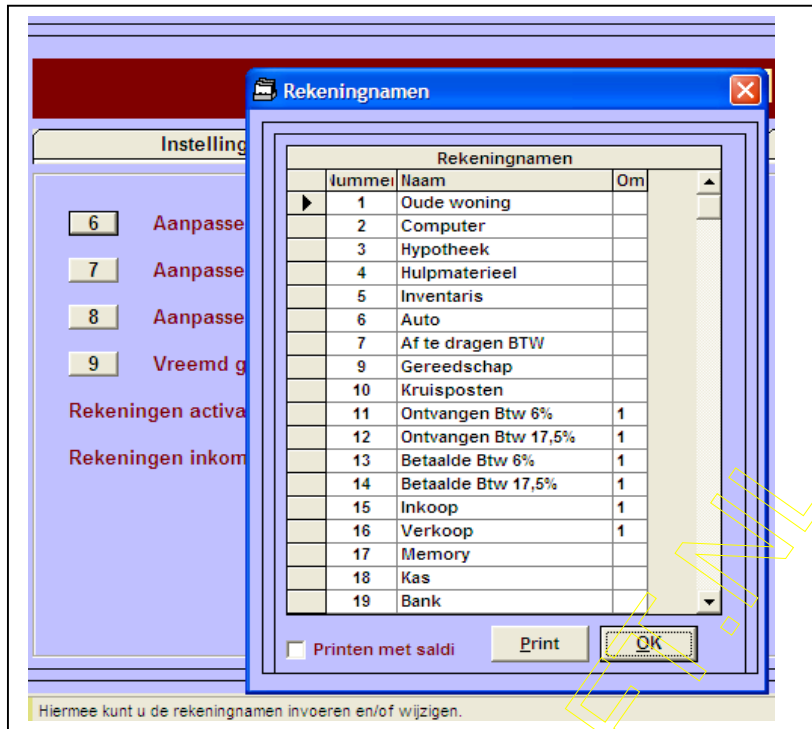 Rekeningnamen
Instelling
Rekeningnamen
Nummer Naam Om
1 Oude woning
2 Computer
3 Hypotheek
4 Hulpmaterieel
5 Inventaris
6 Auto
7 Af te dragen BTW
9 Gereedschap
10 Kruisposten
11 Ontvangen Btw 6% 1
12 Ontvangen Btw 17,5% 1
13 Betaalde Btw 6% 1
14 Betaalde Btw 17,5% 1
15 Inkoop 1
16 Verkoop 1
17 Memory
18 Kas
19 Bank
6 Aanpasse
7 Aanpasse
8 Aanpasse
9 Vreemd g
Rekeningen activa
Rekeningen inkom
Printen met saldi Print OK
Hiermee kunt u de rekeningnamen invoeren en/of wijzigen.
ET.NL